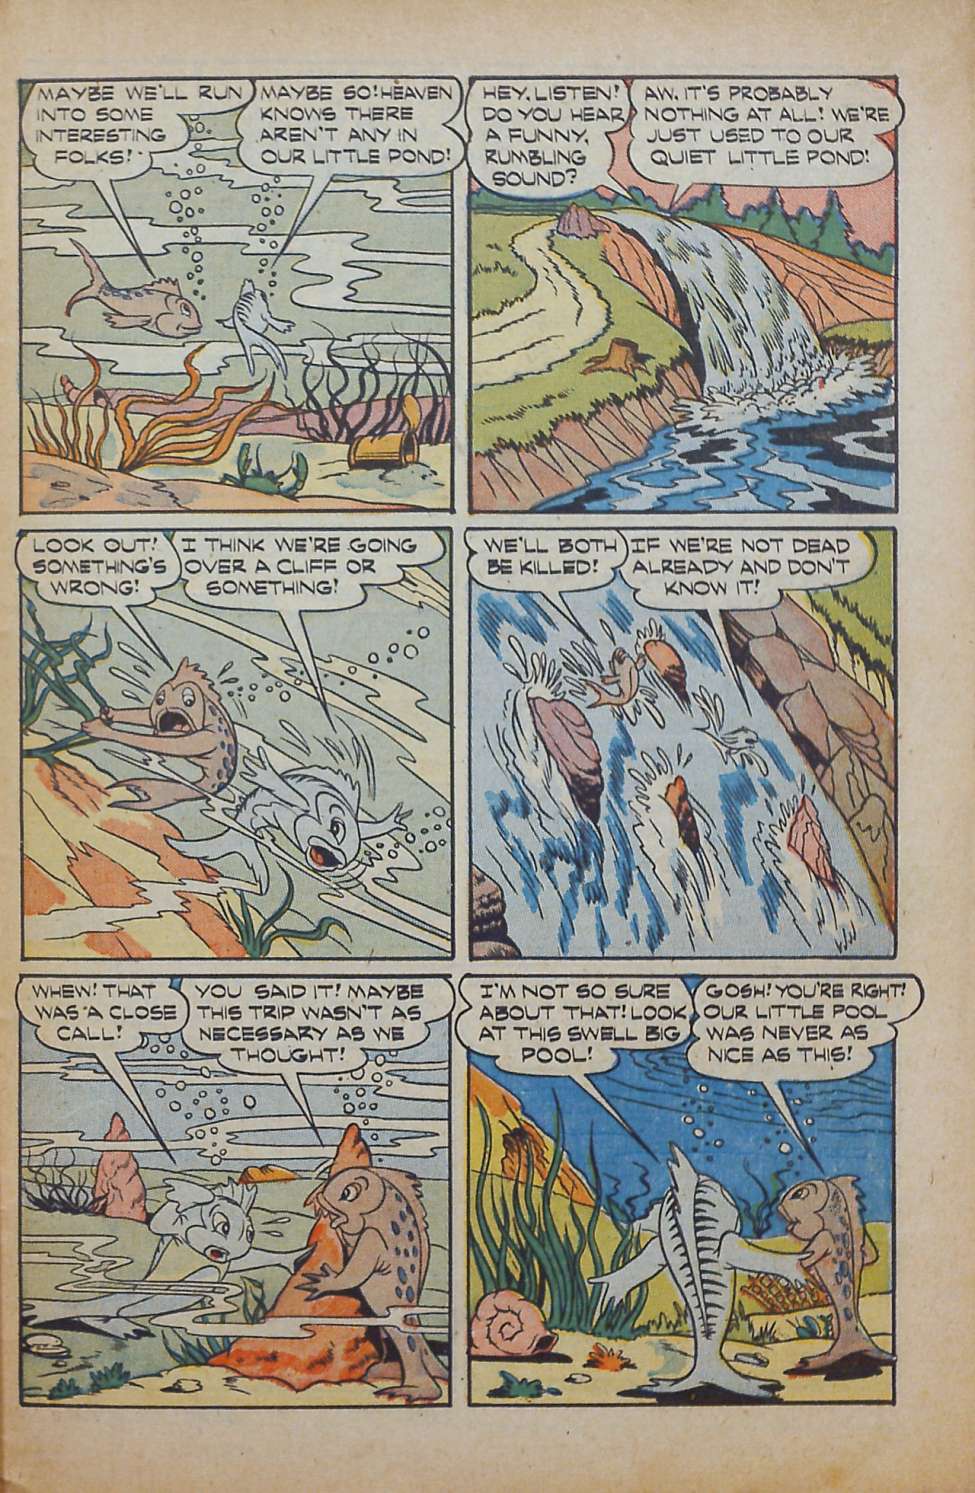 MAYBE WE'LL RUN
INTO SOME
INTERESTING
FOLKS!
MAYBE SO! HEAVEN
KNOWS THERE
AREN'T ANY IN
OUR LITTLE POND!
HEY, LISTEN!
DO YOU HEAR
A FUNNY,
RUMBLING
SOUND?
AW, IT'S PROBABLY
NOTHING AT ALL! WE'RE
JUST USED TO OUR
QUIET LITTLE POND!
LOOK OUT!
SOMETHING'S
WRONG!
I THINK WE'RE GOING
OVER A CLIFF OR
SOMETHING!
WE'LL BOTH
BE KILLED!
IF WE'RE NOT DEAD
ALREADY AND DON'T
KNOW IT!
WHEW! THAT
WAS A CLOSE
CALL!
YOU SAID IT! MAYBE
THIS TRIP WASN'T AS
NECESSARY AS WE
THOUGHT!
I'M NOT SO SURE
ABOUT THAT! LOOK
AT THIS SWELL BIG
POOL!
GOSH! YOU'RE RIGHT!
OUR LITTLE POOL
WAS NEVER AS
NICE AS THIS!